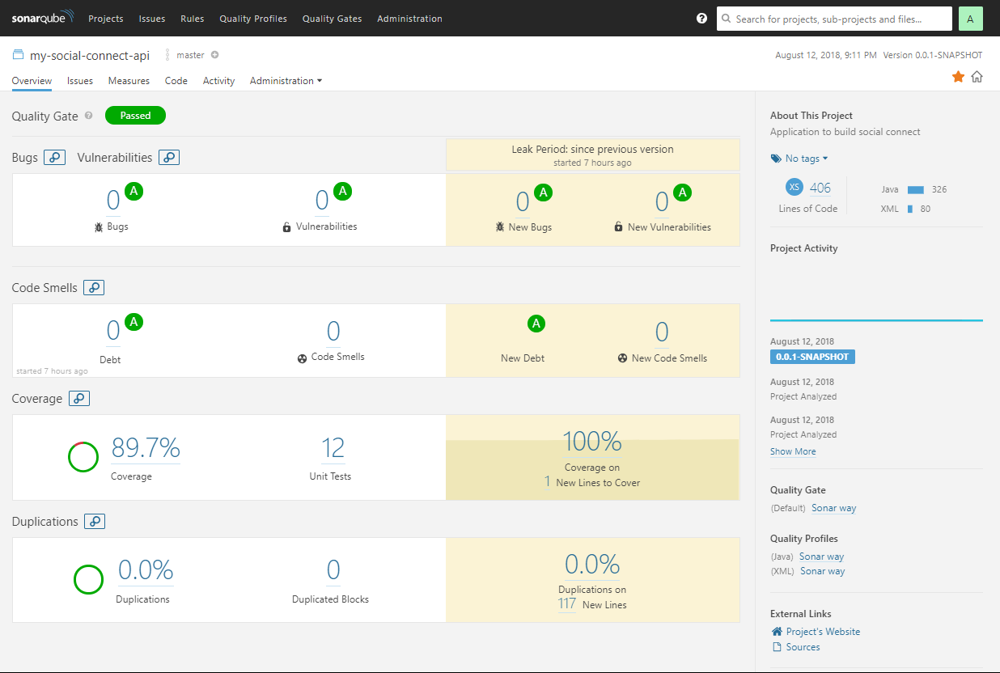 sonarqube Projects Issues Rules Quality Profiles Quality Gates Administration ? Search for projects, sub-projects and files... A
my-social-connect-api master August 12, 2018, 9:11 PM Version 0.0.1-SNAPSHOT
Overview Issues Measures Code Activity Administration
Quality Gate ? Passed
Bugs Vulnerabilities
Leak Period: since previous version
started 7 hours ago
0 A 0 A 0 A 0 A
Bugs Vulnerabilities New Bugs New Vulnerabilities
Code Smells
0 A 0 A 0
Debt Code Smells New Debt New Code Smells
started 7 hours ago
Coverage
89.7% 12 100%
Coverage Unit Tests Coverage on
1 New Lines to Cover
Duplications
0.0% 0 0.0%
Duplications Duplicated Blocks Duplications on
117 New Lines
About This Project
Application to build social connect
No tags
XS 406 Java 326
Lines of Code XML 80
Project Activity
August 12, 2018
0.0.1-SNAPSHOT
August 12, 2018
Project Analyzed
August 12, 2018
Project Analyzed
Show More
Quality Gate
(Default) Sonar way
Quality Profiles
(Java) Sonar way
(XML) Sonar way
External Links
Project's Website
Sources